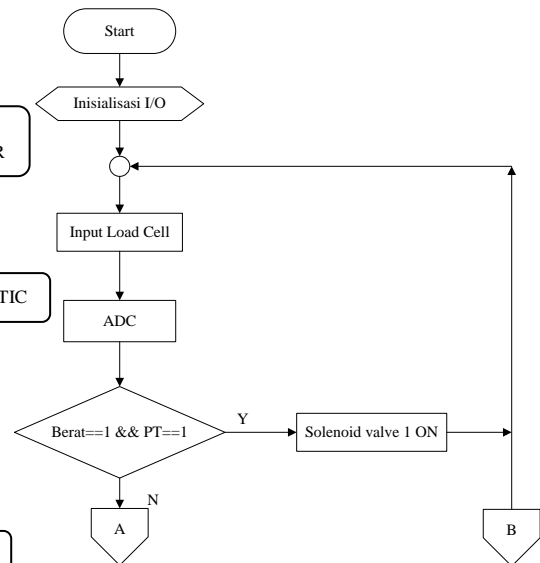 Start
Inisialisasi I/O
R
Input Load Cell
TIC
ADC
Berat==1 && PT==1
Y
Solenoid valve 1 ON
N
A
B